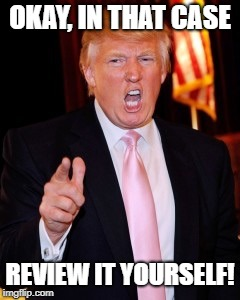 OKAY, IN THAT CASE
REVIEW IT YOURSELF!
imgflip.com